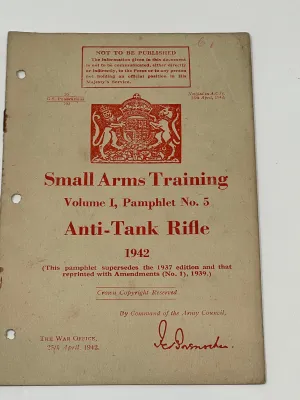 NOT TO BE PUBLISHED
The information given in this document
is not to be communicated, either directly
or indirectly, to the Press or to any person
not holding an official position in His
Majesty's Service.
26
Small Arms Training
Volume I, Pamphlet No. 5
Anti-Tank Rifle
1942
(This pamphlet supersedes the 1937 edition and that
reprinted with Amendments (No. 1), 1939.)
Crown Copyright Reserved
By Command of the Army Council,
THE WAR OFFICE,
25th April, 1942.